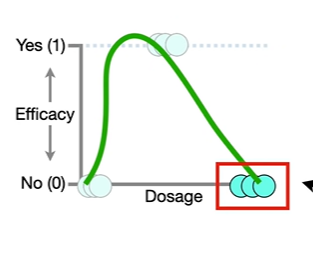 Yes (1)
Efficacy
No (0)
Dosage